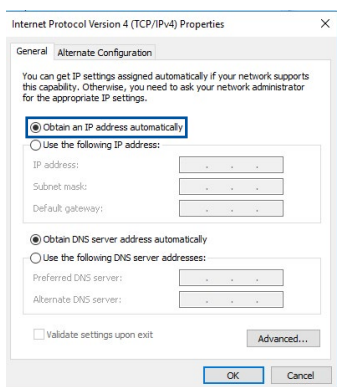 Internet Protocol Version 4 (TCP/IPv4) Properties
General
Alternate Configuration
You can get IP settings assigned automatically if your network supports
this capability. Otherwise, you need to ask your network administrator
for the appropriate IP settings.
Obtain an IP address automatically
Use the following IP address:
IP address:
Subnet mask:
Default gateway:
Obtain DNS server address automatically
Use the following DNS server addresses:
Preferred DNS server:
Alternate DNS server:
Validate settings upon exit
Advanced...
OK
Cancel